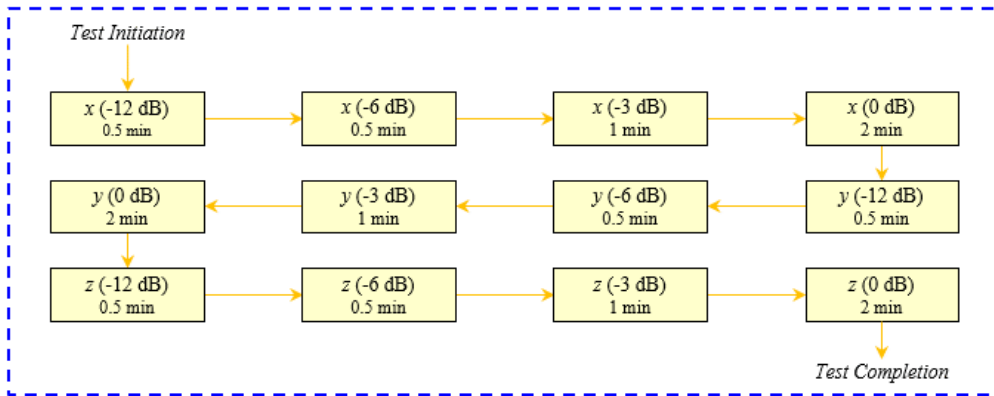 Test Initiation
x (-12 dB)
0.5 min
x (-6 dB)
0.5 min
x (-3 dB)
1 min
x (0 dB)
2 min
y (0 dB)
2 min
y (-3 dB)
1 min
y (-6 dB)
0.5 min
y (-12 dB)
0.5 min
z (-12 dB)
0.5 min
z (-6 dB)
0.5 min
z (-3 dB)
1 min
z (0 dB)
2 min
Test Completion